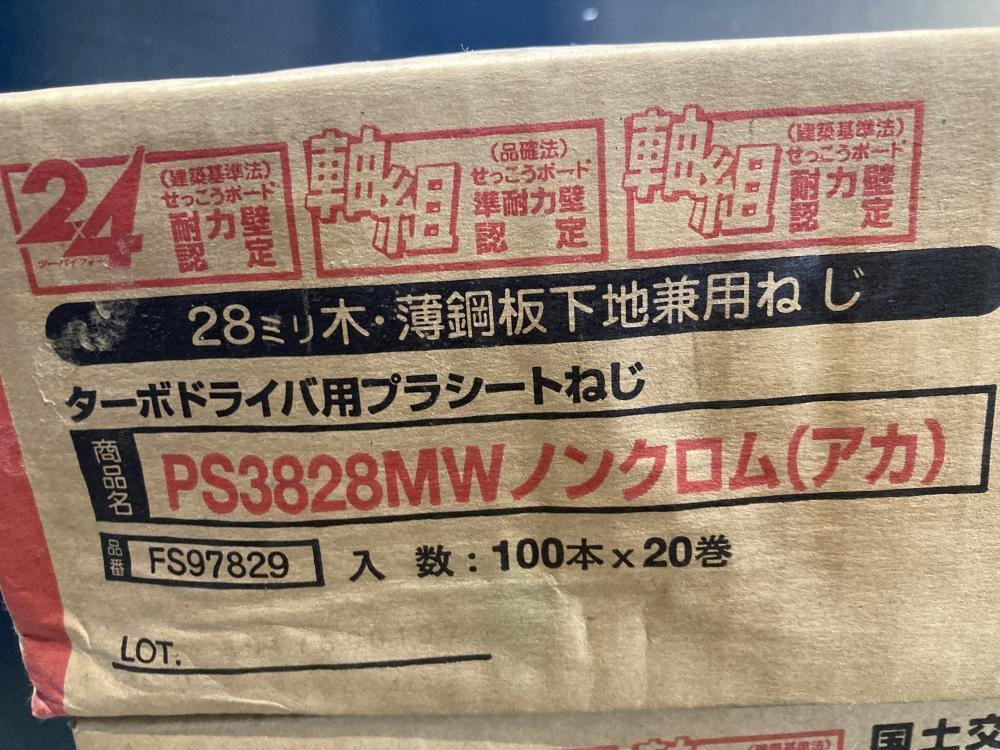 2×4
ツーバイフォー
(建築基準法)
せっこうボード
耐力壁
認定
軸組
(品確法)
せっこうボード
準耐力壁
認定
軸組
(建築基準法)
せっこうボード
耐力壁
認定
28ミリ木・薄鋼板下地兼用ねじ
ターボドライバ用プラシートねじ
商品名
PS3828MWノンクロム(アカ)
品番
FS97829
入数:100本×20巻
LOT.
国土交